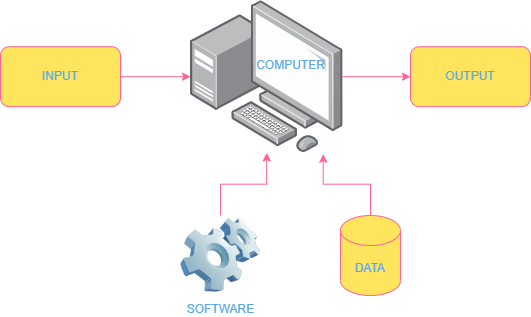 COMPUTER
INPUT
OUTPUT
DATA
SOFTWARE